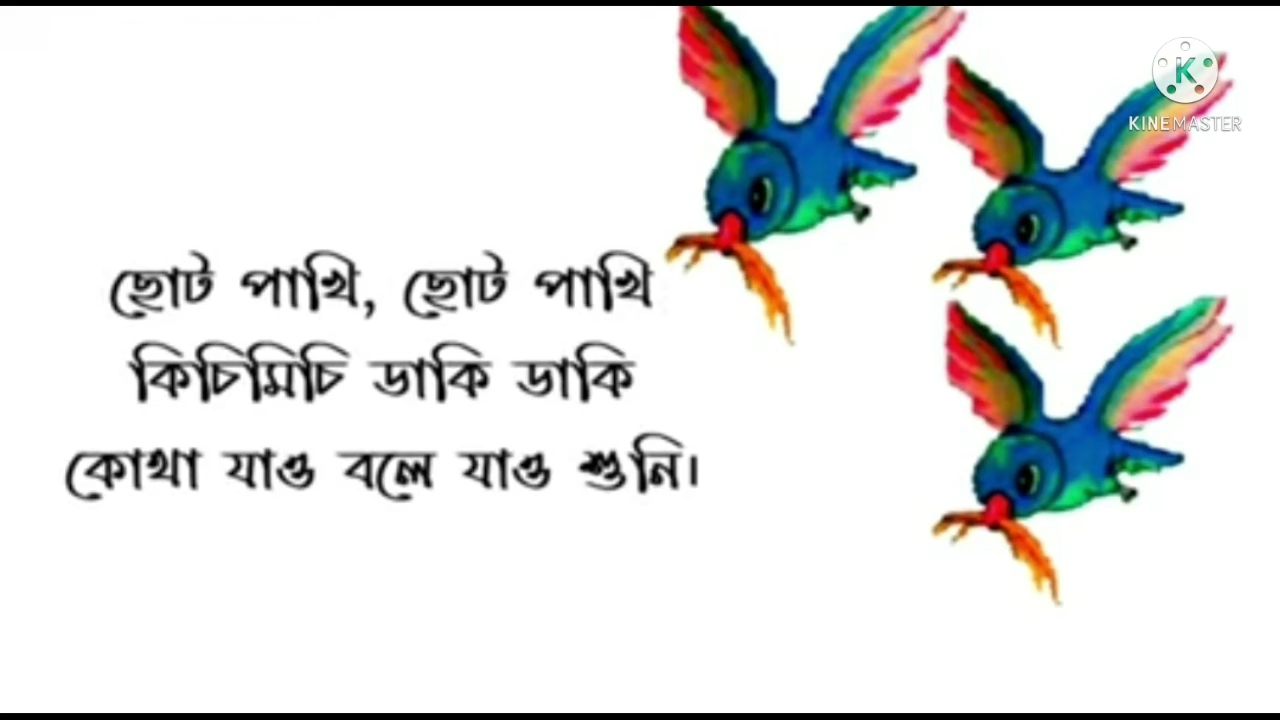 ছোট পাখি, ছোট পাখি
কিচিমিচি ডাকি ডাকি
কোথা যাও বলে যাও শুনি।
KINEMASTER